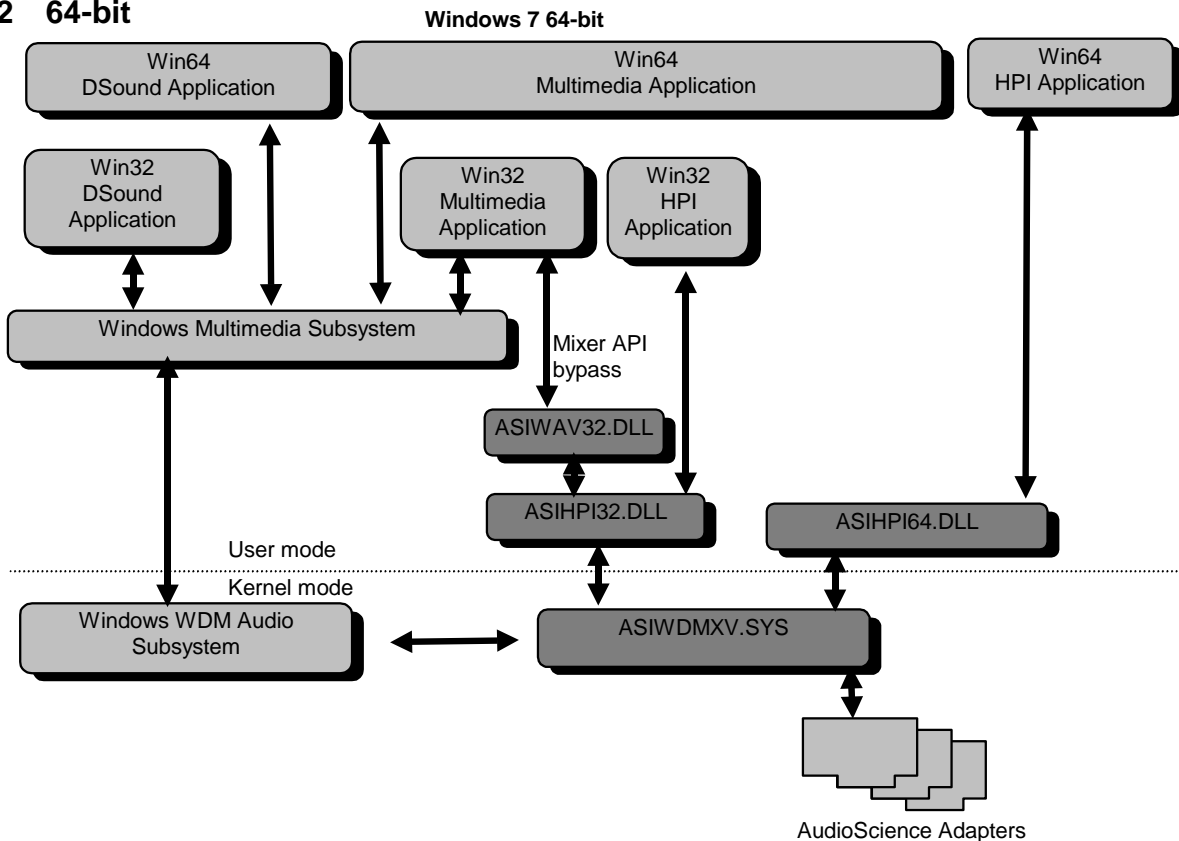 2 64-bit
Windows 7 64-bit
Win64
DSound Application
Win64
Multimedia Application
Win64
HPI Application
Win32
DSound
Application
Win32
Multimedia
Application
Win32
HPI
Application
Windows Multimedia Subsystem
Mixer API
bypass
ASIWAV32.DLL
ASIHPI32.DLL
ASIHPI64.DLL
User mode
Kernel mode
Windows WDM Audio
Subsystem
ASIWDMXV.SYS
AudioScience Adapters